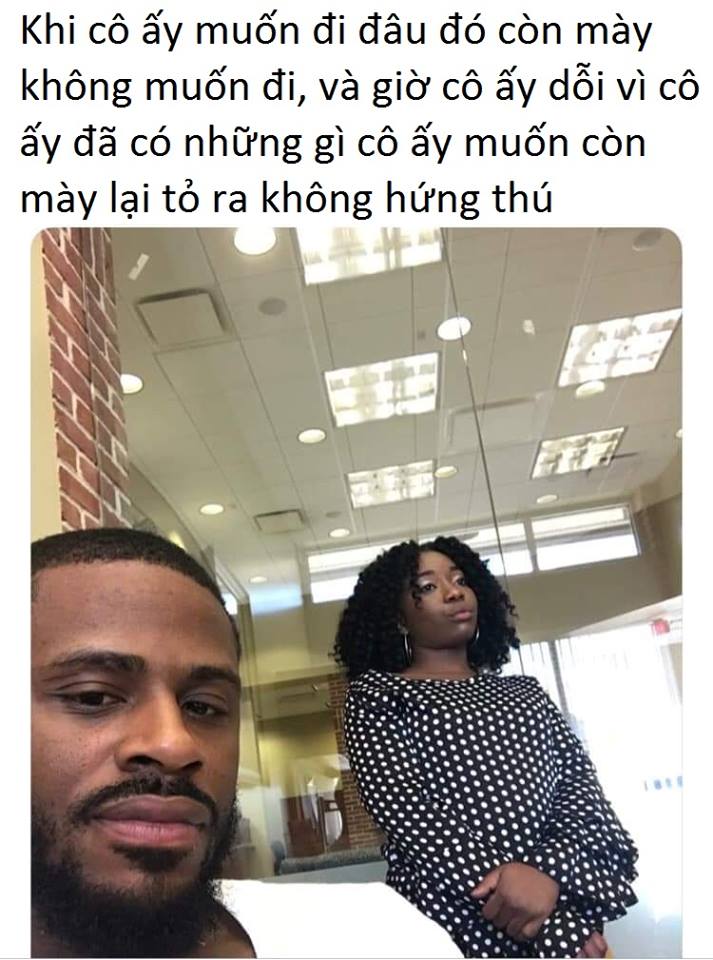 Khi cô ấy muốn đi đâu đó còn mày
không muốn đi, và giờ cô ấy dỗi vì cô
ấy đã có những gì cô ấy muốn còn
mày lại tỏ ra không hứng thú